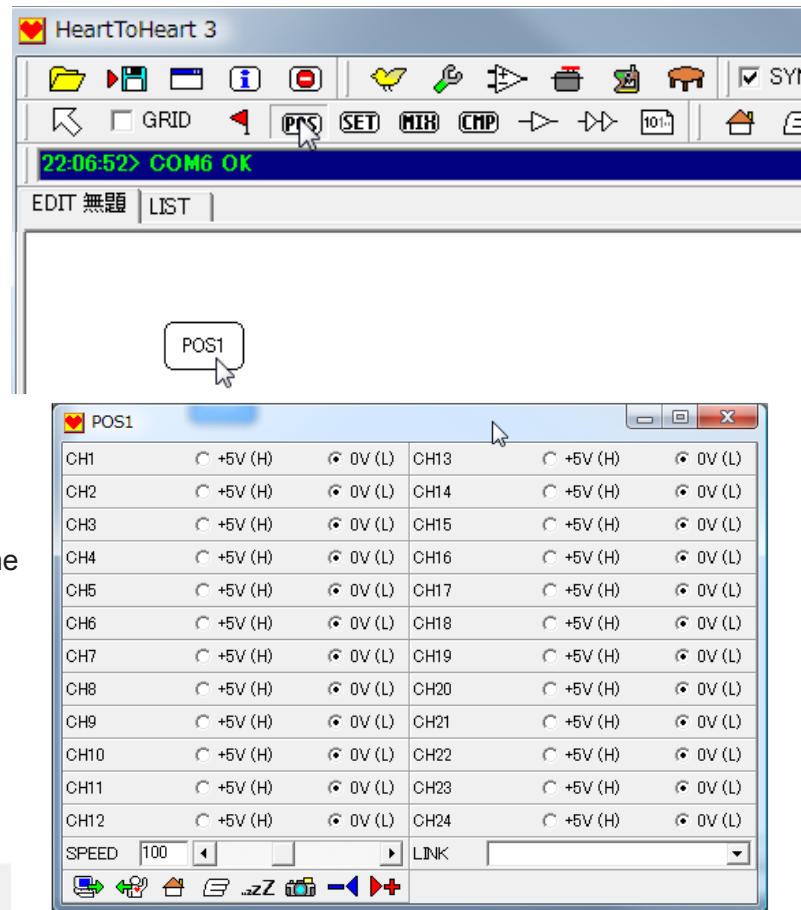 HeartToHeart 3
SYN
GRID POS SET MIX CMP 101..
22:06:52> COM6 OK
EDIT 無題 LIST
POS1
POS1
CH1 +5V (H) 0V (L) CH13 +5V (H) 0V (L)
CH2 +5V (H) 0V (L) CH14 +5V (H) 0V (L)
CH3 +5V (H) 0V (L) CH15 +5V (H) 0V (L)
ne
CH4 +5V (H) 0V (L) CH16 +5V (H) 0V (L)
CH5 +5V (H) 0V (L) CH17 +5V (H) 0V (L)
CH6 +5V (H) 0V (L) CH18 +5V (H) 0V (L)
CH7 +5V (H) 0V (L) CH19 +5V (H) 0V (L)
CH8 +5V (H) 0V (L) CH20 +5V (H) 0V (L)
CH9 +5V (H) 0V (L) CH21 +5V (H) 0V (L)
CH10 +5V (H) 0V (L) CH22 +5V (H) 0V (L)
CH11 +5V (H) 0V (L) CH23 +5V (H) 0V (L)
CH12 +5V (H) 0V (L) CH24 +5V (H) 0V (L)
SPEED 100 LINK
..zZ